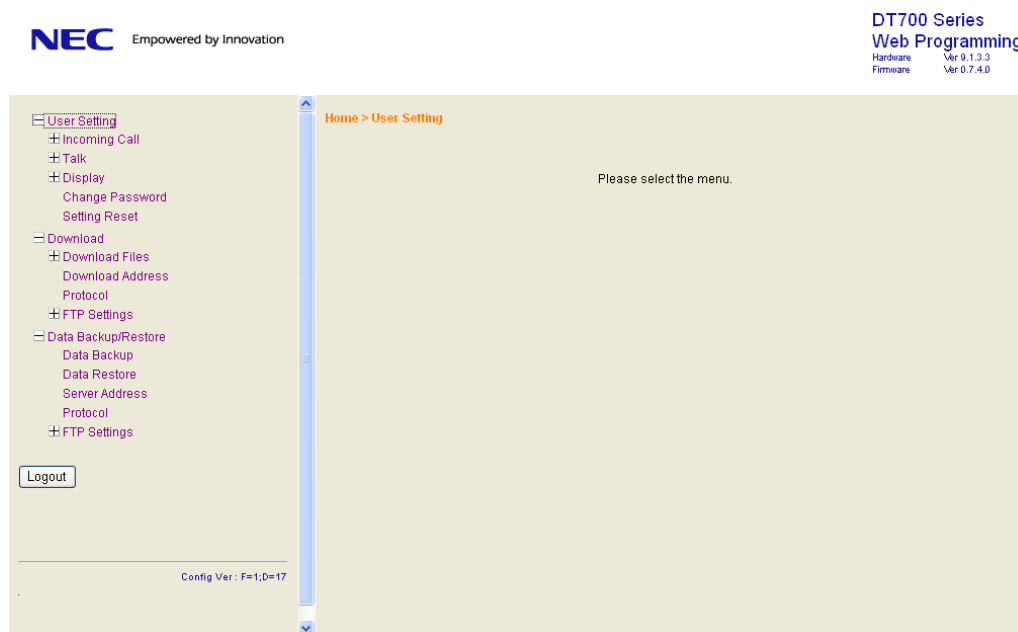 NEC Empowered by Innovation
DT700 Series
Web Programming
Hardware Ver 9.1.3.3
Firmware Ver 0.7.4.0
User Setting
Incoming Call
Talk
Display
Change Password
Setting Reset
Download
Download Files
Download Address
Protocol
FTP Settings
Data Backup/Restore
Data Backup
Data Restore
Server Address
Protocol
FTP Settings
Logout
Config Ver : F=1;D=17
.
Home > User Setting
Please select the menu.